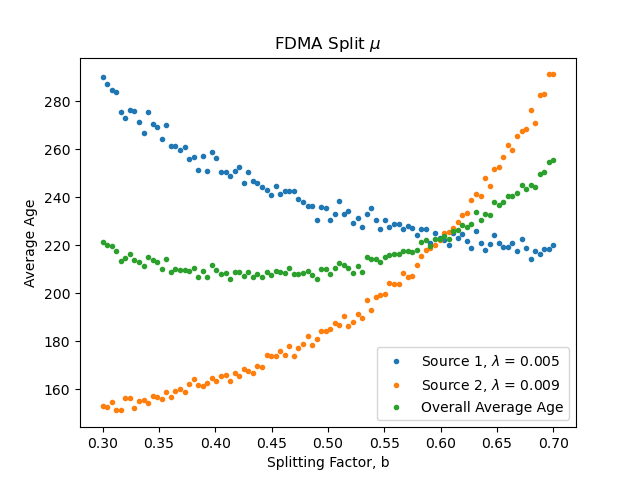 FDMA Split μ
Average Age
280
260
240
220
200
180
160
Source 1, λ = 0.005
Source 2, λ = 0.009
Overall Average Age
0.30 0.35 0.40 0.45 0.50 0.55 0.60 0.65 0.70
Splitting Factor, b